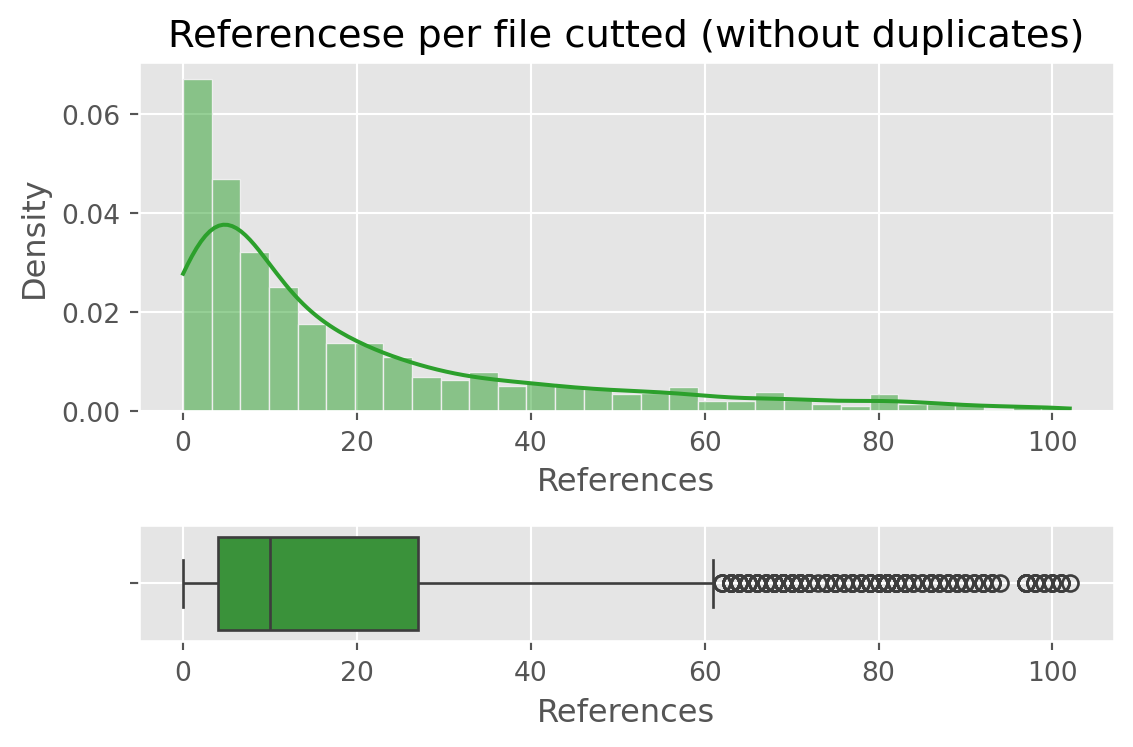 Referencese per file cutted (without duplicates)
0.06
0.04
0.02
0.00
Density
0 20 40 60 80 100
References
0 20 40 60 80 100
References